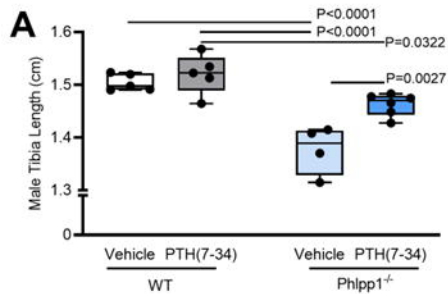 A
P<0.0001
P<0.0001
P=0.0322
P=0.0027
Male Tibia Length (cm)
1.6
1.5
1.4
1.3
0
Vehicle PTH(7-34) Vehicle PTH(7-34)
WT Phlpp1-/-